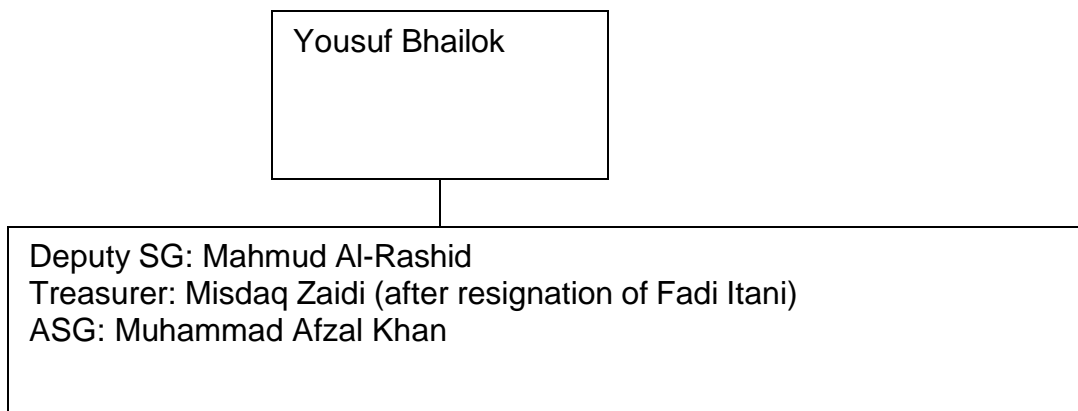 Yousuf Bhailok
Deputy SG: Mahmud Al-Rashid
Treasurer: Misdaq Zaidi (after resignation of Fadi Itani)
ASG: Muhammad Afzal Khan